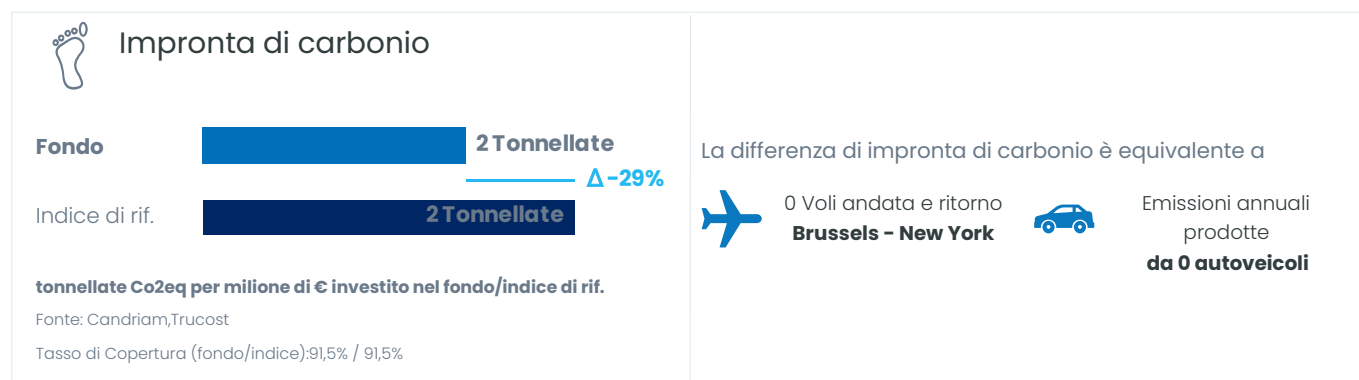 Impronta di carbonio
Fondo
2 Tonnellate
Δ -29%
Indice di rif.
2 Tonnellate
tonnellate Co2eq per milione di € investito nel fondo/indice di rif.
Fonte: Candriam,Trucost
Tasso di Copertura (fondo/indice):91,5% / 91,5%
La differenza di impronta di carbonio è equivalente a
0 Voli andata e ritorno
Brussels - New York
Emissioni annuali
prodotte
da 0 autoveicoli